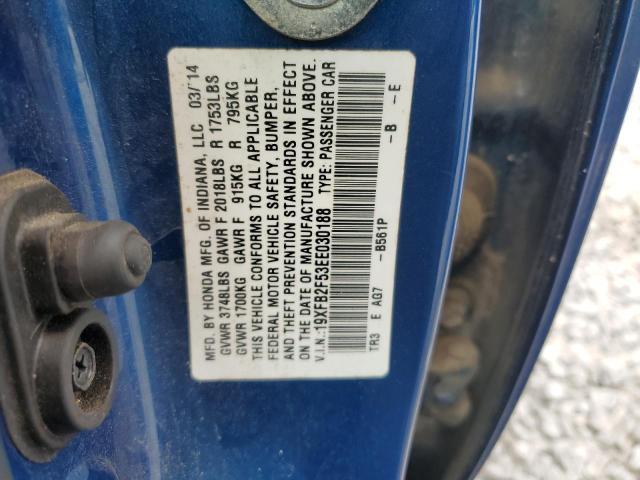 MFD. BY HONDA MFG. OF INDIANA, LLC 03/14
GVWR 3748LBS GAWR F 2018LBS R 1753LBS
GVWR 1700KG GAWR F 915KG R 795KG
THIS VEHICLE CONFORMS TO ALL APPLICABLE
FEDERAL MOTOR VEHICLE SAFETY, BUMPER,
AND THEFT PREVENTION STANDARDS IN EFFECT
ON THE DATE OF MANUFACTURE SHOWN ABOVE.
V.I.N.:19XFB2F53EE030188 TYPE: PASSENGER CAR
TR3 E AG7 -B561P -B -E